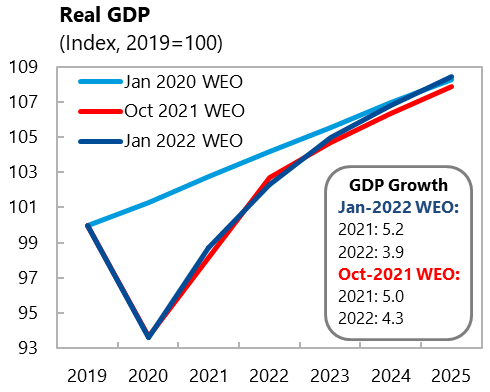 Real GDP
(Index, 2019=100)
109
107
105
103
101
99
97
95
93
Jan 2020 WEO
Oct 2021 WEO
Jan 2022 WEO
GDP Growth
Jan-2022 WEO:
2021: 5.2
2022: 3.9
Oct-2021 WEO:
2021: 5.0
2022: 4.3
2019 2020 2021 2022 2023 2024 2025